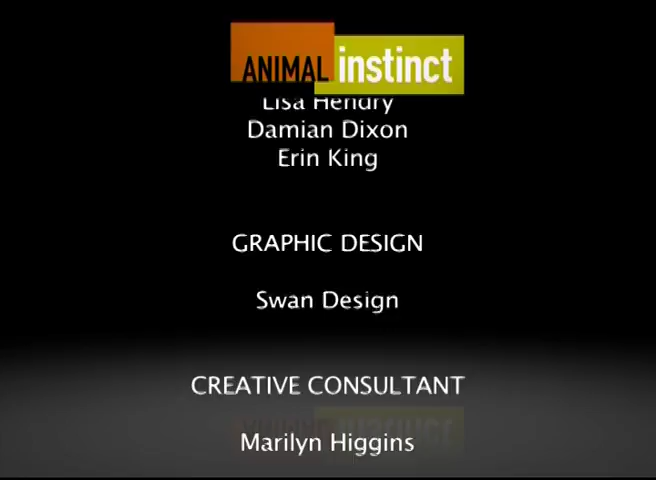 ANIMAL instinct
Lisa Hendry
Damian Dixon
Erin King
GRAPHIC DESIGN
Swan Design
CREATIVE CONSULTANT
Marilyn Higgins